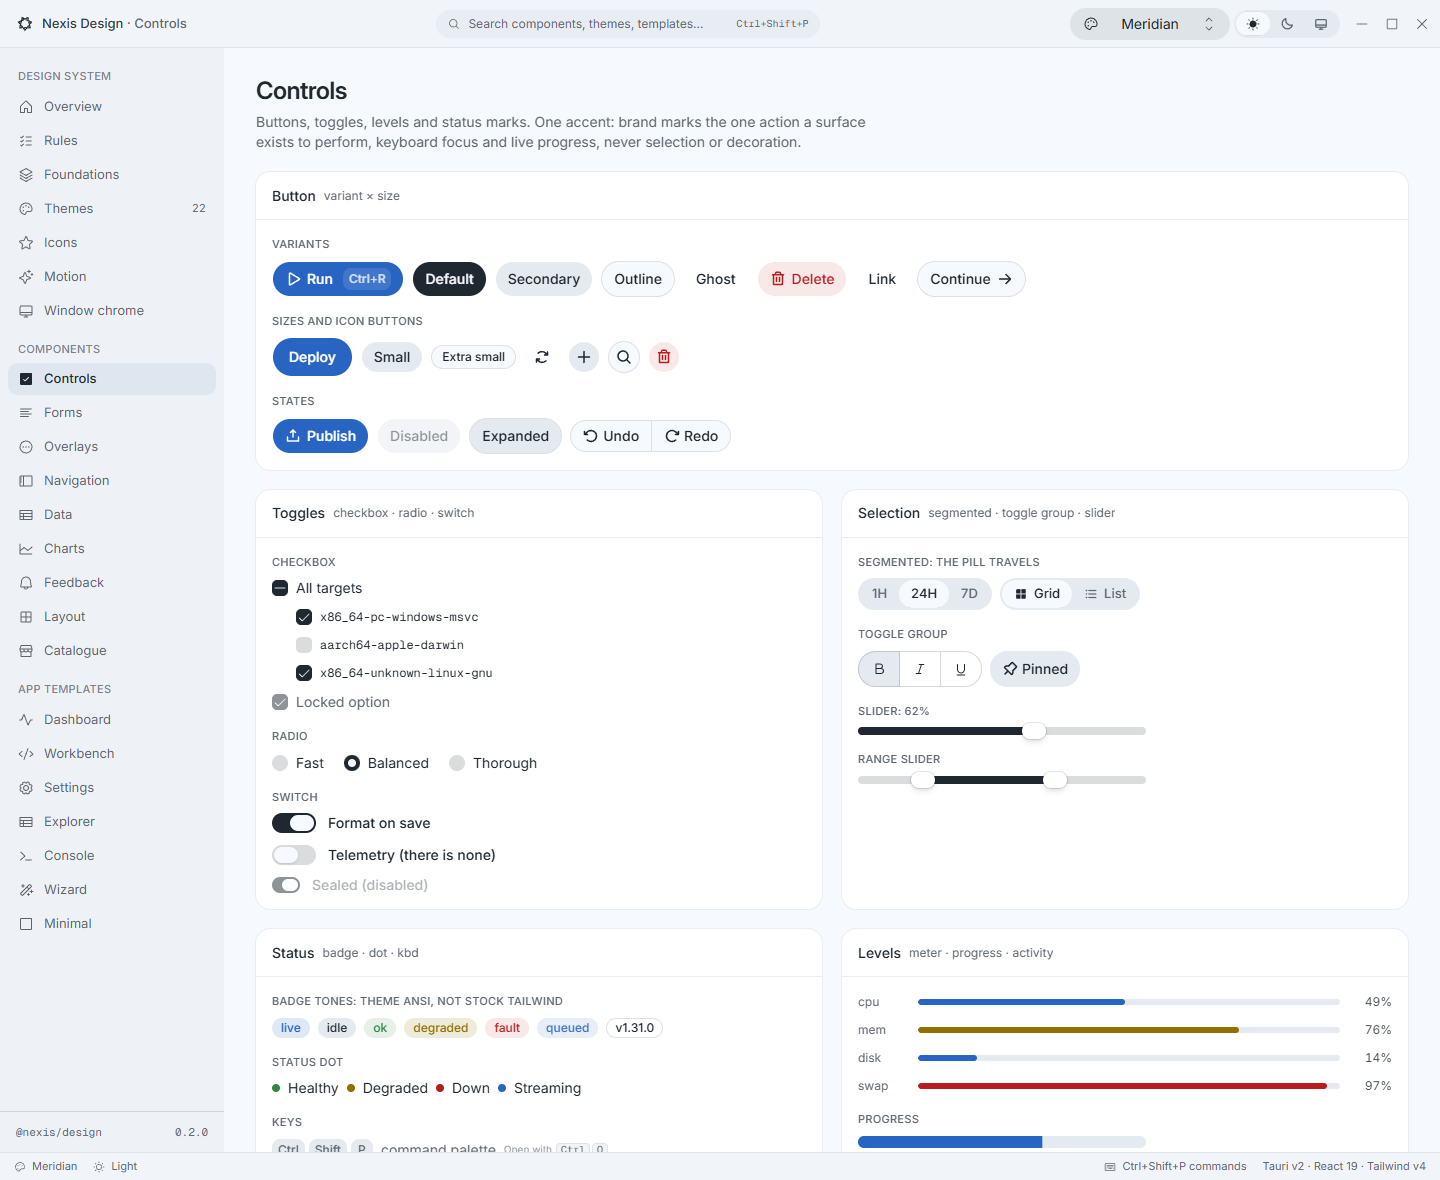 Nexis Design · Controls
Search components, themes, templates... Ctrl+Shift+P
Meridian
DESIGN SYSTEM
Overview
Rules
Foundations
Themes 22
Icons
Motion
Window chrome
COMPONENTS
Controls
Forms
Overlays
Navigation
Data
Charts
Feedback
Layout
Catalogue
APP TEMPLATES
Dashboard
Workbench
Settings
Explorer
Console
Wizard
Minimal
@nexis/design 0.2.0
Controls
Buttons, toggles, levels and status marks. One accent: brand marks the one action a surface
exists to perform, keyboard focus and live progress, never selection or decoration.
Button variant × size
VARIANTS
Run Ctrl+R Default Secondary Outline Ghost Delete Link Continue
SIZES AND ICON BUTTONS
Deploy Small Extra small
STATES
Publish Disabled Expanded Undo Redo
Toggles checkbox · radio · switch
CHECKBOX
All targets
x86_64-pc-windows-msvc
aarch64-apple-darwin
x86_64-unknown-linux-gnu
Locked option
RADIO
Fast Balanced Thorough
SWITCH
Format on save
Telemetry (there is none)
Sealed (disabled)
Selection segmented · toggle group · slider
SEGMENTED: THE PILL TRAVELS
1H 24H 7D Grid List
TOGGLE GROUP
B I U Pinned
SLIDER: 62%
RANGE SLIDER
Status badge · dot · kbd
BADGE TONES: THEME ANSI, NOT STOCK TAILWIND
live idle ok degraded fault queued v1.31.0
STATUS DOT
Healthy Degraded Down Streaming
KEYS
Ctrl Shift P command palette Open with Ctrl O
Levels meter · progress · activity
cpu 49%
mem 76%
disk 14%
swap 97%
PROGRESS
Meridian Light
Ctrl+Shift+P commands Tauri v2 · React 19 · Tailwind v4